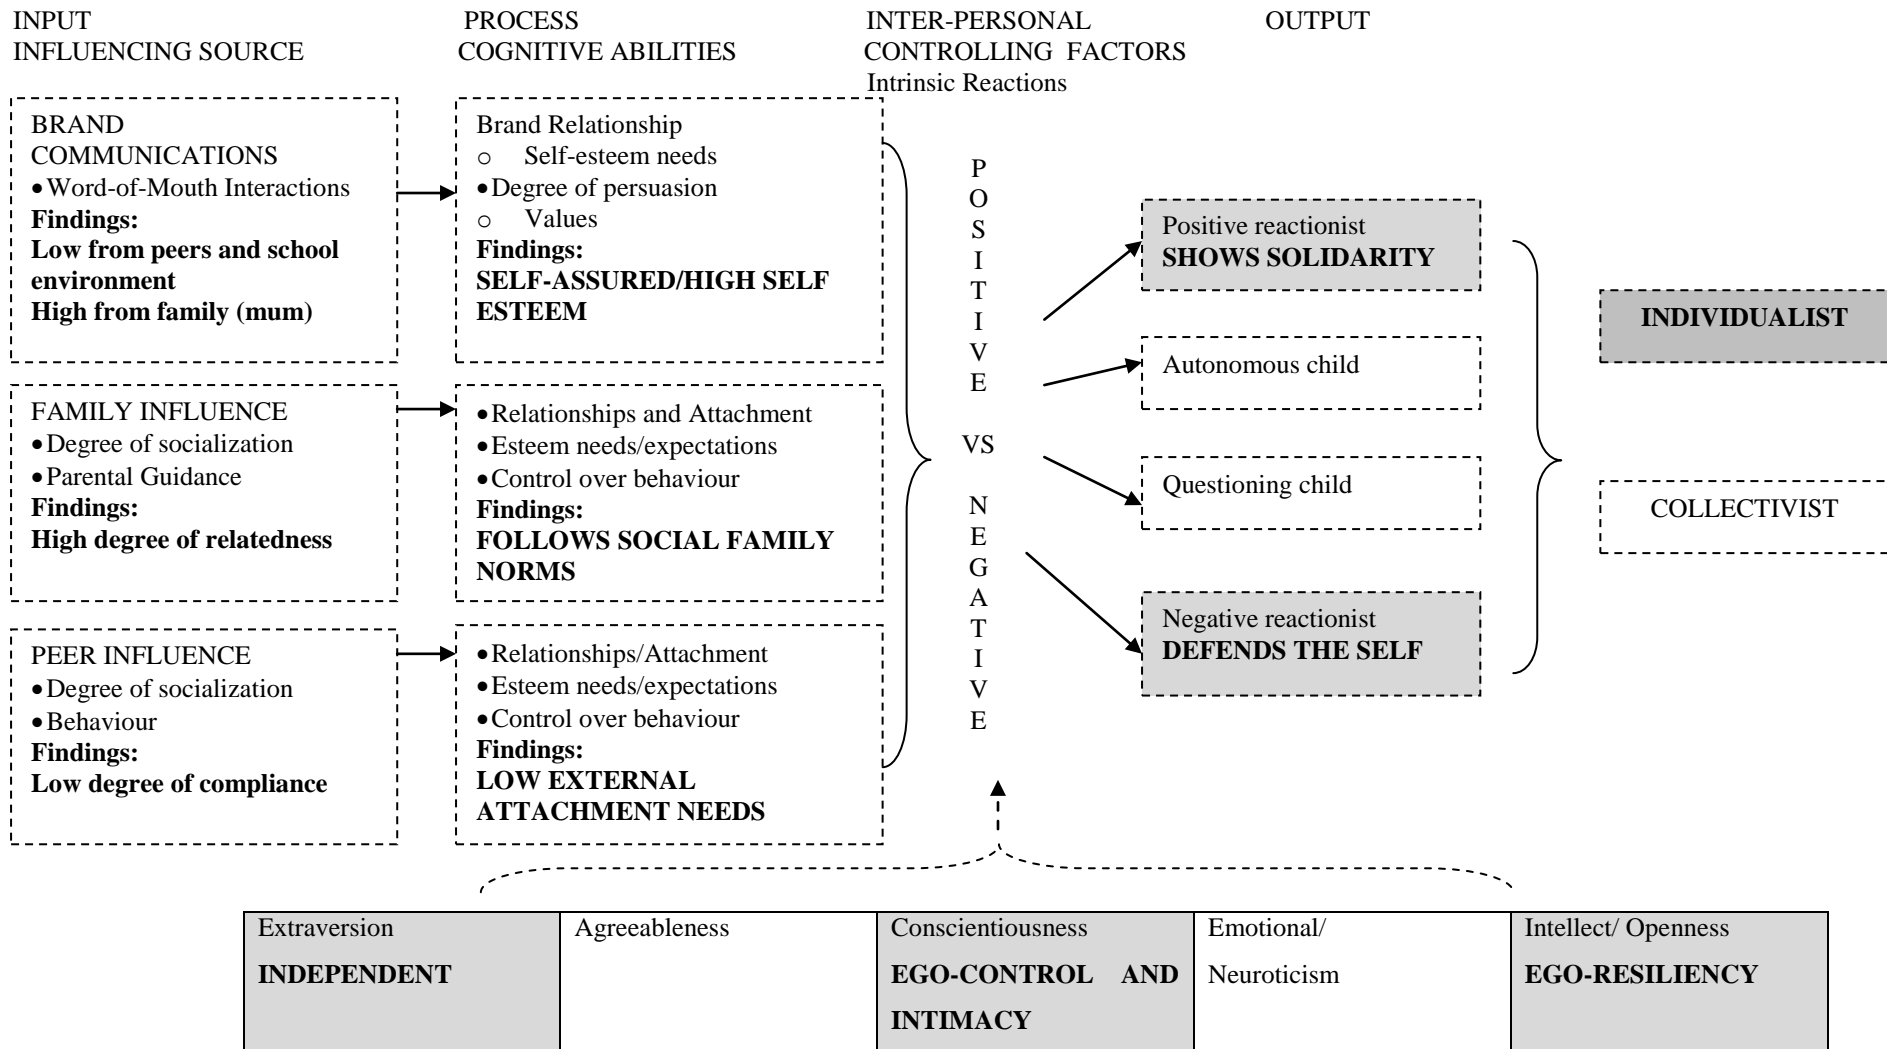 INPUT
INFLUENCING SOURCE
PROCESS
COGNITIVE ABILITIES
INTER-PERSONAL
CONTROLLING FACTORS
Intrinsic Reactions
OUTPUT
BRAND
COMMUNICATIONS
•Word-of-Mouth Interactions
Findings:
Low from peers and school
environment
High from family (mum)
Brand Relationship
o Self-esteem needs
•Degree of persuasion
o Values
Findings:
SELF-ASSURED/HIGH SELF
ESTEEM
FAMILY INFLUENCE
•Degree of socialization
•Parental Guidance
Findings:
High degree of relatedness
•Relationships and Attachment
•Esteem needs/expectations
•Control over behaviour
Findings:
FOLLOWS SOCIAL FAMILY
NORMS
PEER INFLUENCE
•Degree of socialization
•Behaviour
Findings:
Low degree of compliance
•Relationships/Attachment
•Esteem needs/expectations
•Control over behaviour
Findings:
LOW EXTERNAL
ATTACHMENT NEEDS
P
O
S
I
T
I
V
E
VS
N
E
G
A
T
I
V
E
Positive reactionist
SHOWS SOLIDARITY
Autonomous child
Questioning child
Negative reactionist
DEFENDS THE SELF
INDIVIDUALIST
COLLECTIVIST
Extraversion
INDEPENDENT
Agreeableness
Conscientiousness
EGO-CONTROL AND
INTIMACY
Emotional/
Neuroticism
Intellect/ Openness
EGO-RESILIENCY